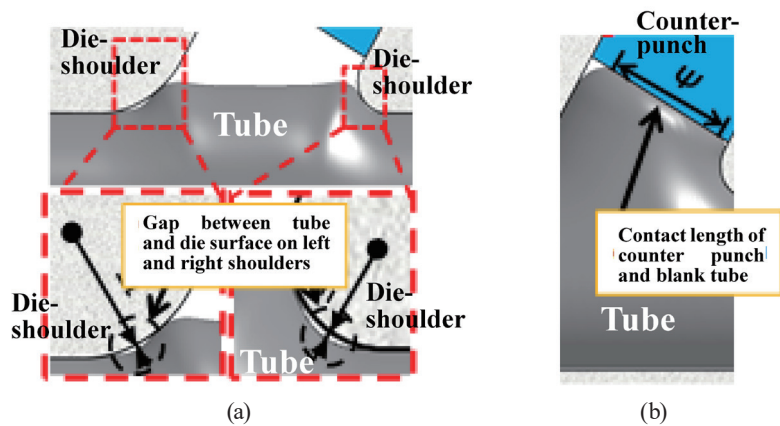 Die-
shoulder
Die-
shoulder
Tube
Gap between tube
and die surface on left
and right shoulders
Die-
shoulder
Die-
shoulder
Tube
(a)
Counter-
punch
Ψ
Contact length of
counter punch
and blank tube
Tube
(b)